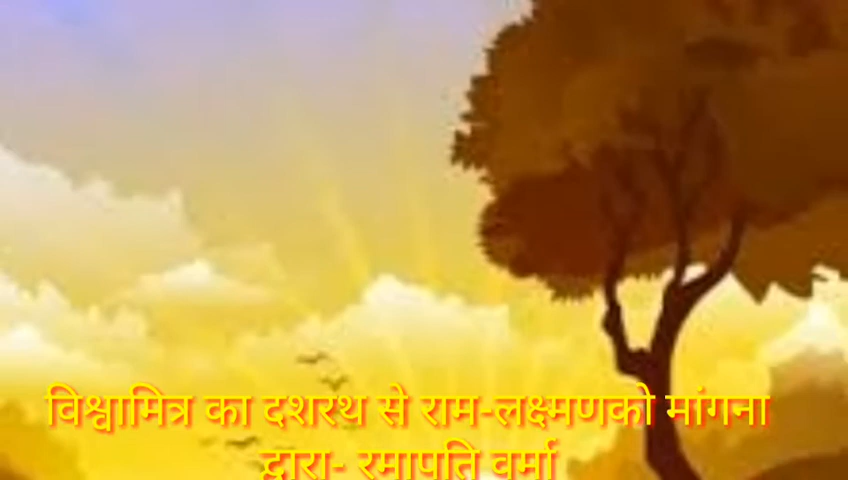 विश्वामित्र का दशरथ से राम-लक्ष्मणको मांगना
द्वारा- रमापति वर्मा